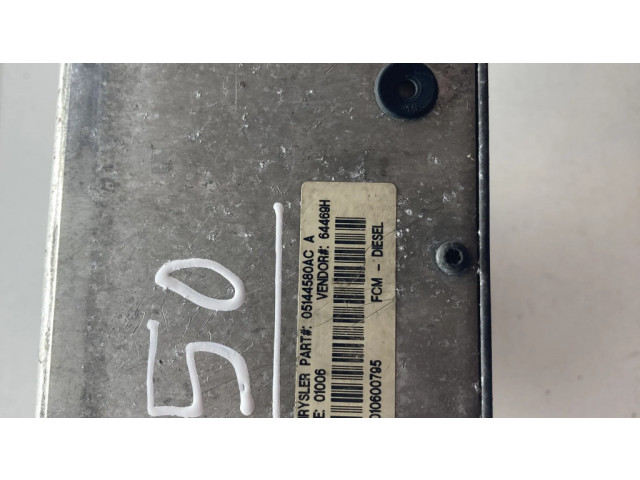 RYSLER PART#: 05144580AC A
E: 01006 VENDOR#: 64469H
010600795 FCM - DIESEL
50